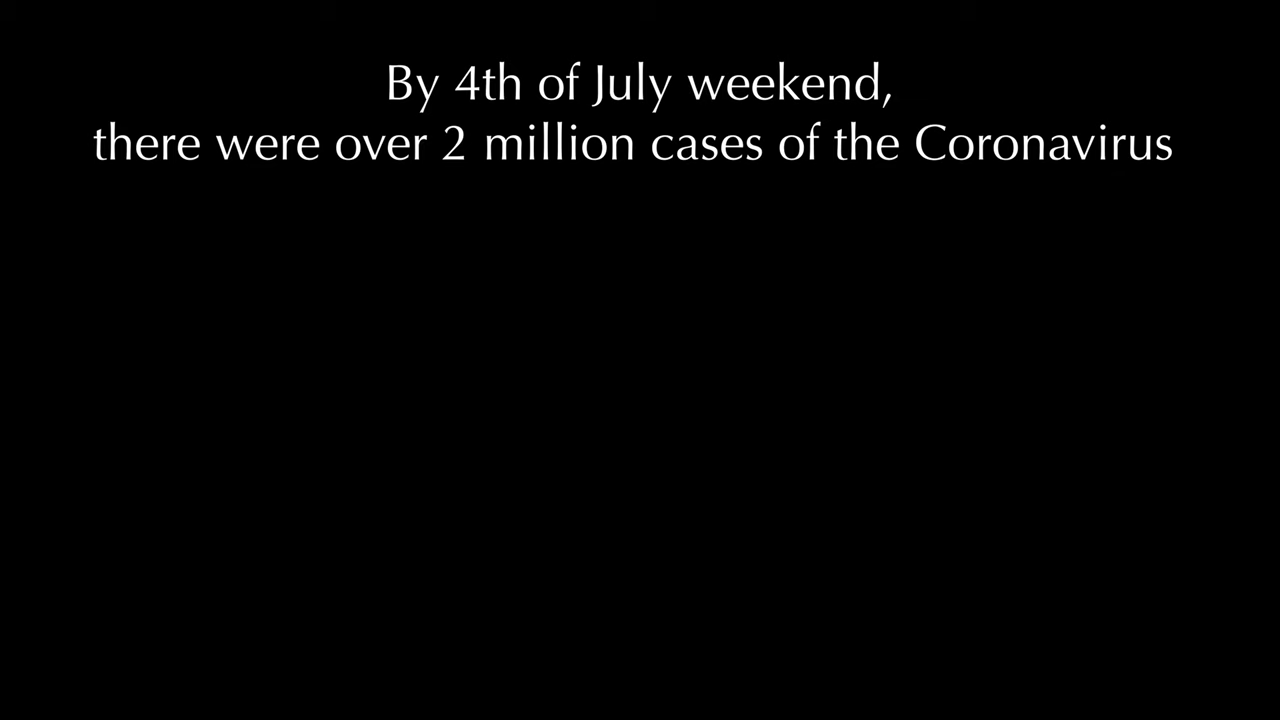 By 4th of July weekend,
there were over 2 million cases of the Coronavirus